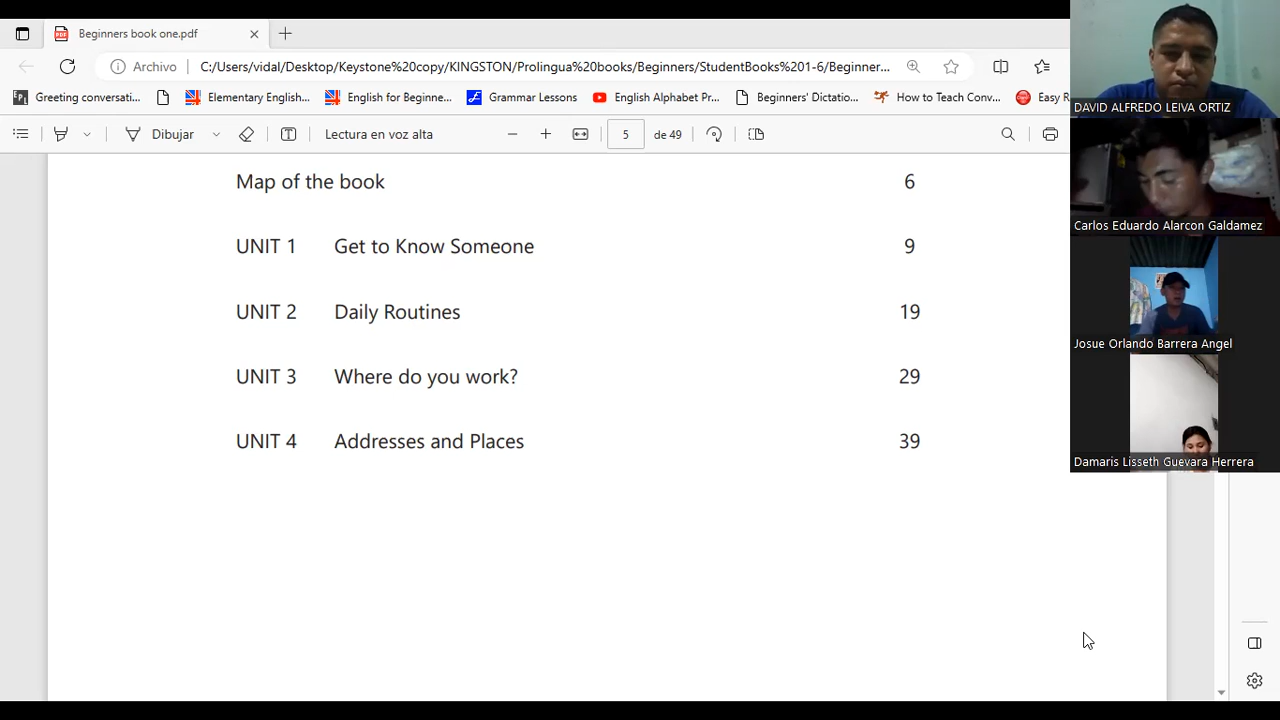 Beginners book one.pdf
Archivo C:/Users/vidal/Desktop/Keystone%20copy/KINGSTON/Prolingua%20books/Beginners/StudentBooks%201-6/Beginner...
Greeting conversati... Elementary English... English for Beginne... Grammar Lessons English Alphabet Pr... Beginners' Dictatio... How to Teach Conv... Easy R
Dibujar Lectura en voz alta 5 de 49
Map of the book 6
UNIT 1 Get to Know Someone 9
UNIT 2 Daily Routines 19
UNIT 3 Where do you work? 29
UNIT 4 Addresses and Places 39
DAVID ALFREDO LEIVA ORTIZ
Carlos Eduardo Alarcon Galdamez
Josue Orlando Barrera Angel
Damaris Lisseth Guevara Herrera